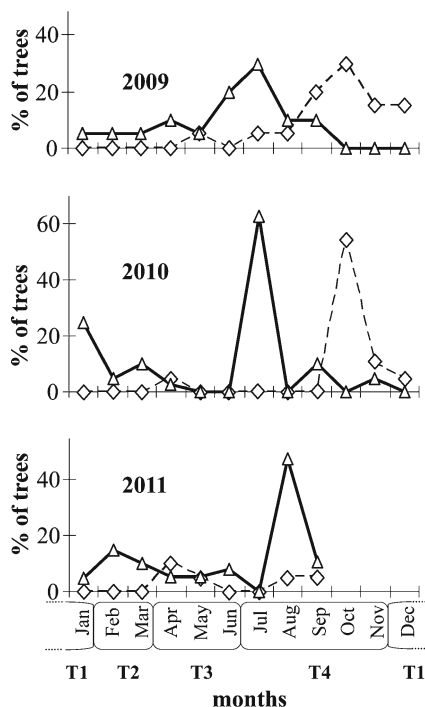 % of trees
40
20
0
2009
% of trees
60
40
20
0
2010
% of trees
40
20
0
2011
Jan Feb Mar Apr May Jun Jul Aug Sep Oct Nov Dec
T1 T2 T3 T4 T1
months